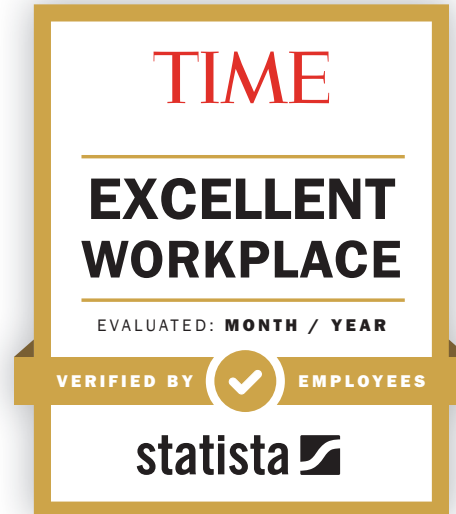 TIME
EXCELLENT
WORKPLACE
EVALUATED: MONTH / YEAR
VERIFIED BY EMPLOYEES
statista